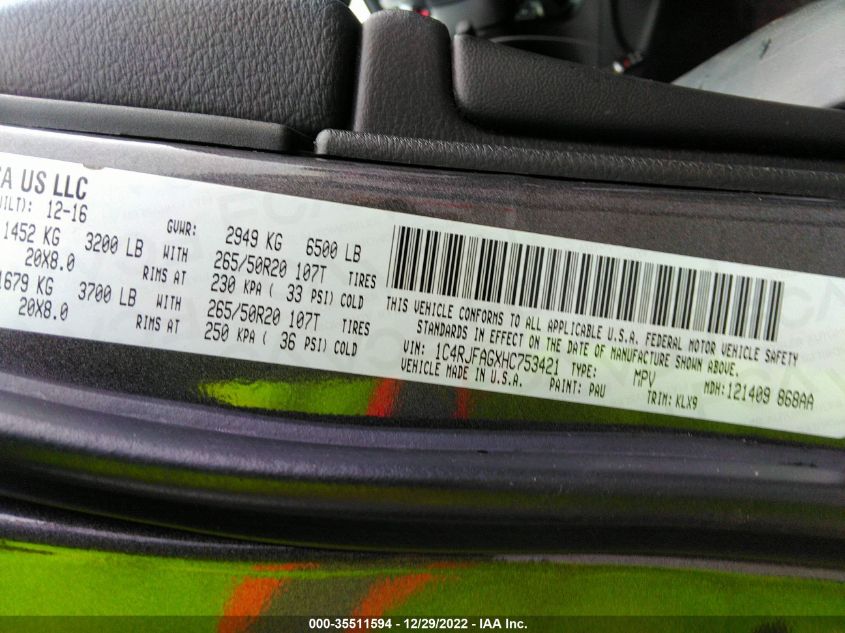 CA US LLC
UILT): 12-16 GVWR: 2949 KG 6500 LB
1452 KG 3200 LB WITH 265/50R20 107T TIRES
20X8.0 RIMS AT 230 KPA ( 33 PSI) COLD
1679 KG 3700 LB WITH 265/50R20 107T TIRES
20X8.0 RIMS AT 250 KPA ( 36 PSI) COLD
THIS VEHICLE CONFORMS TO ALL APPLICABLE U.S.A. FEDERAL MOTOR VEHICLE SAFETY
STANDARDS IN EFFECT ON THE DATE OF MANUFACTURE SHOWN ABOVE.
VIN: 1C4RJFAGXHC753421 TYPE: MPV MDH:121409 868AA
VEHICLE MADE IN U.S.A. PAINT: PAU TRIM: KLX9
000-35511594 - 12/29/2022 - IAA Inc.